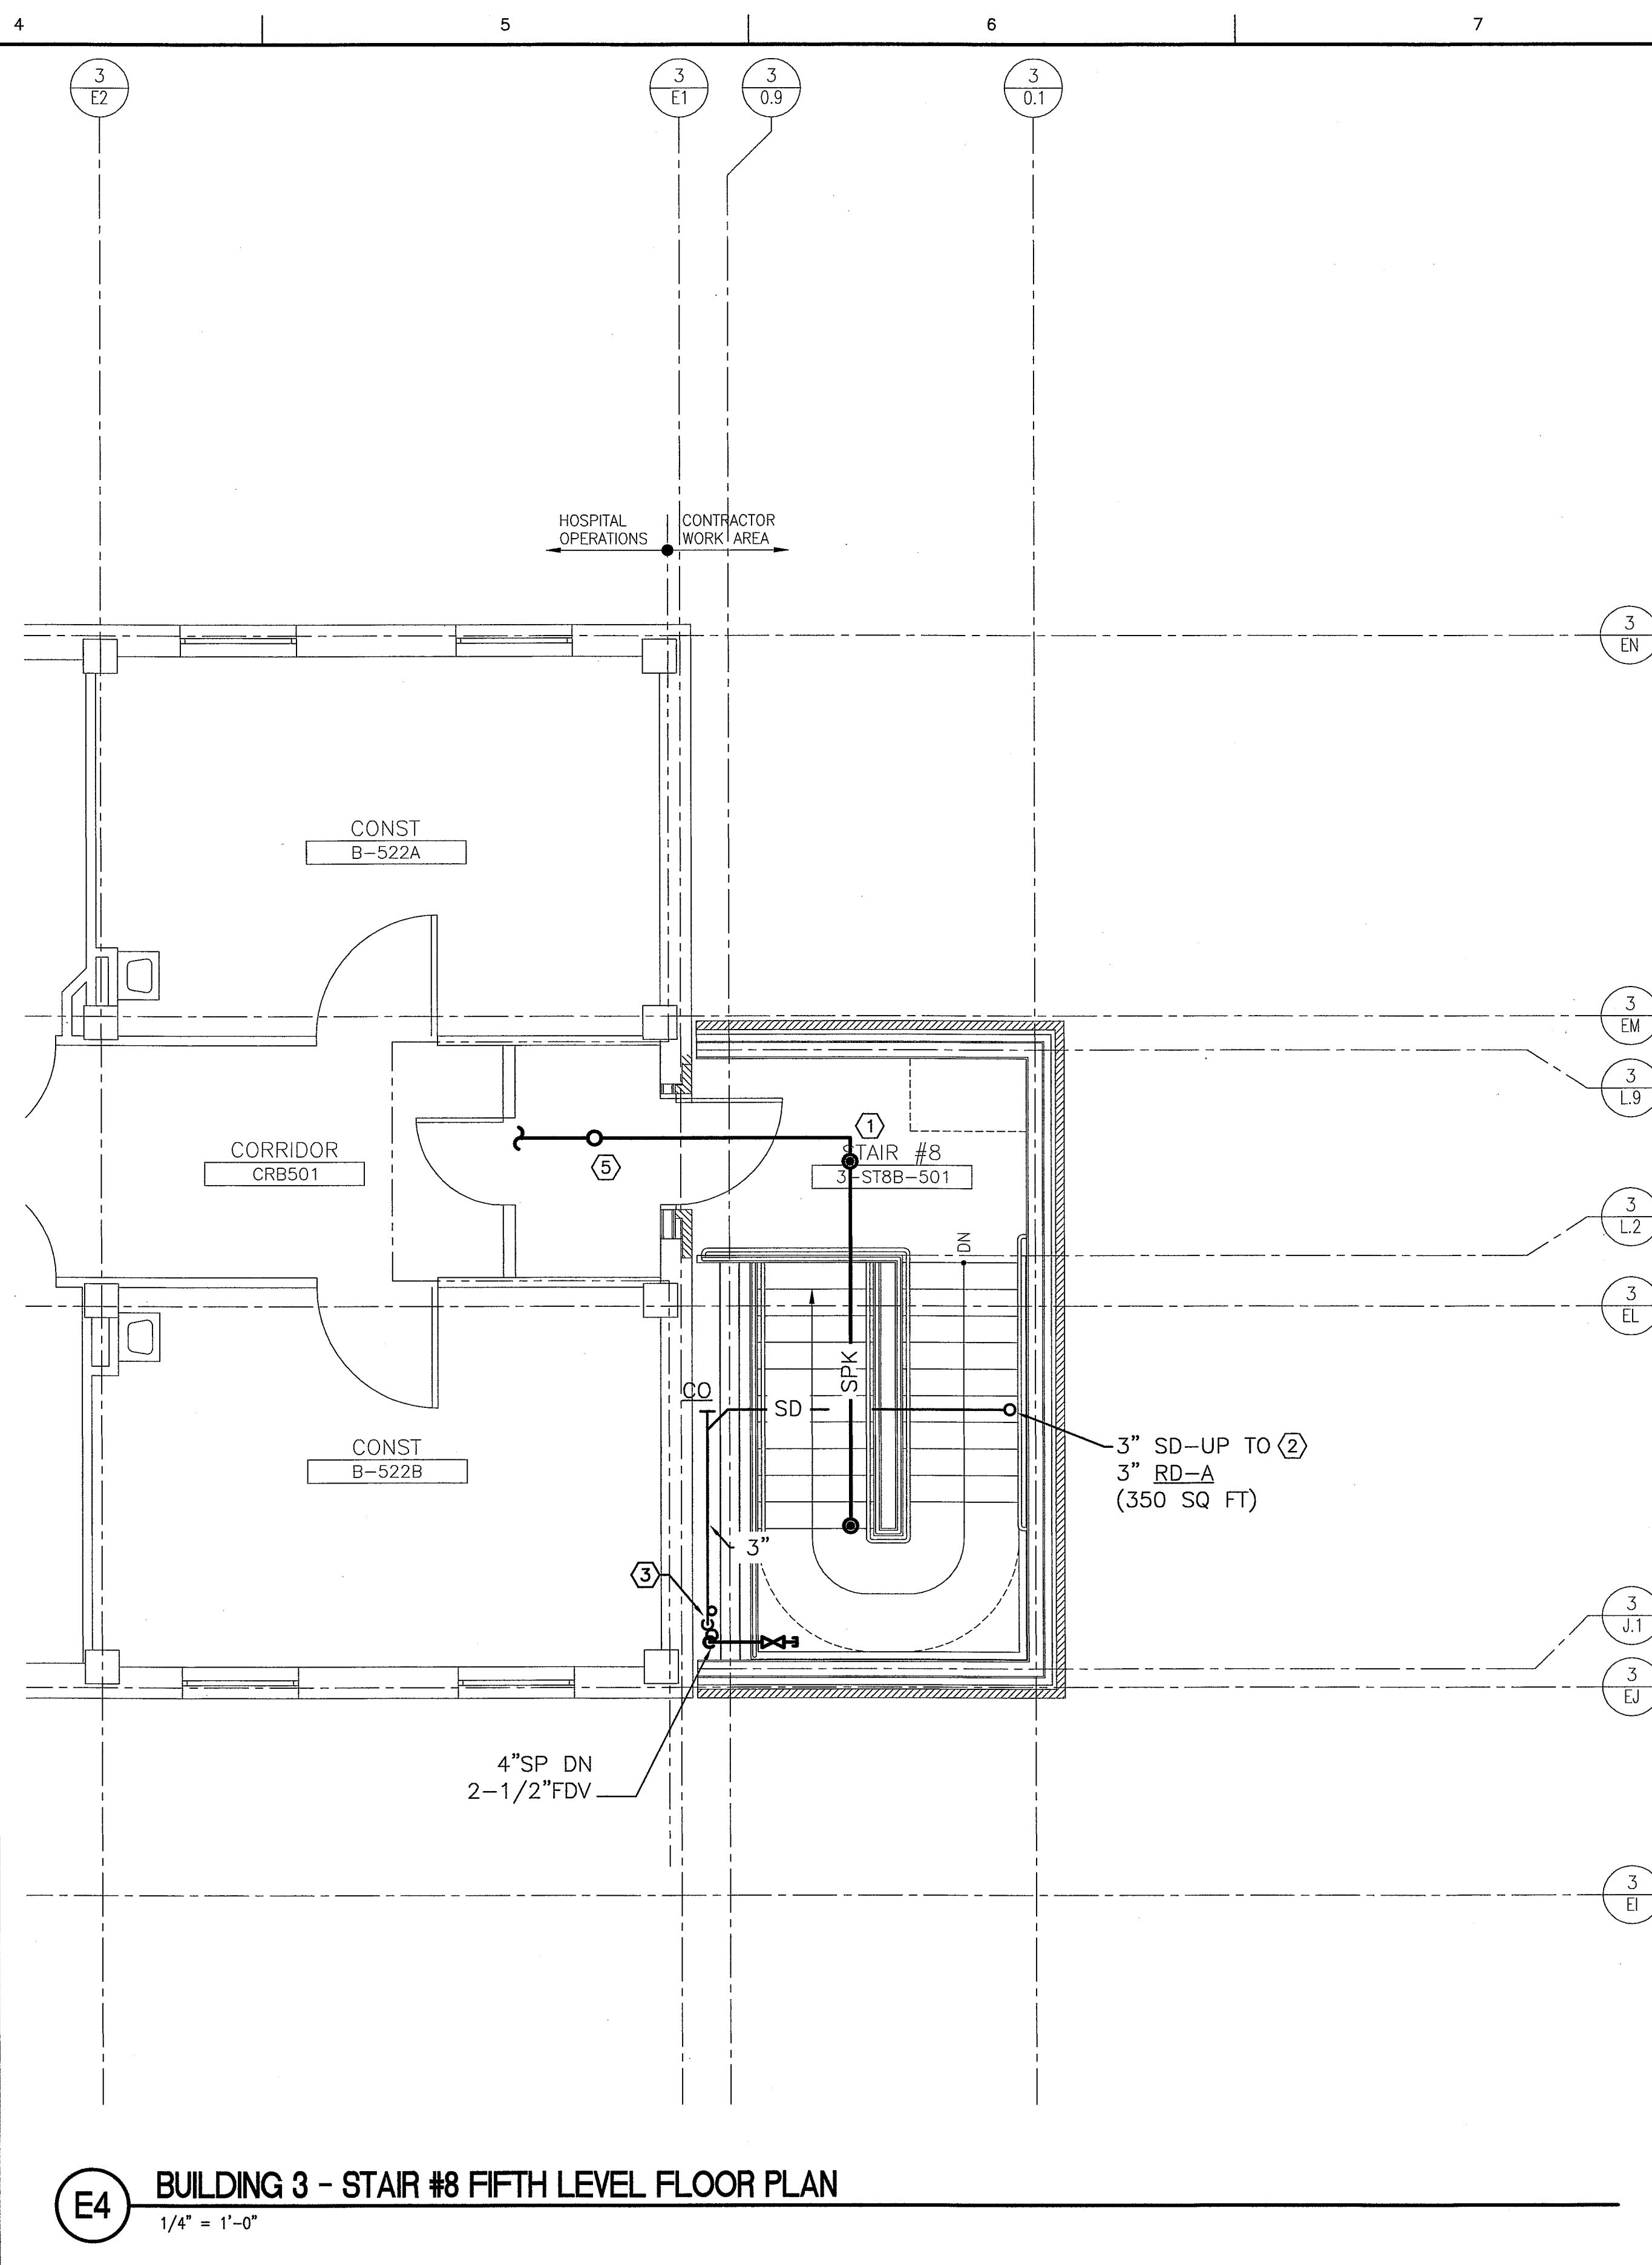 4 5 6 7
3 3 3 3
E2 E1 0.9 0.1
HOSPITAL CONTRACTOR
OPERATIONS WORK AREA
3
EN
CONST
B-522A
3
EM
3
L.9
1
CORRIDOR
CRB501
5
STAIR #8
3-ST8B-501
3
L.2
DN
3
EL
SPK
CO
SD
3" SD-UP TO 2
3" RD-A
(350 SQ FT)
CONST
B-522B
3"
3
3
J.1
3
EJ
4"SP DN
2-1/2"FDV
3
EI
E4
BUILDING 3 - STAIR #8 FIFTH LEVEL FLOOR PLAN
1/4" = 1'-0"